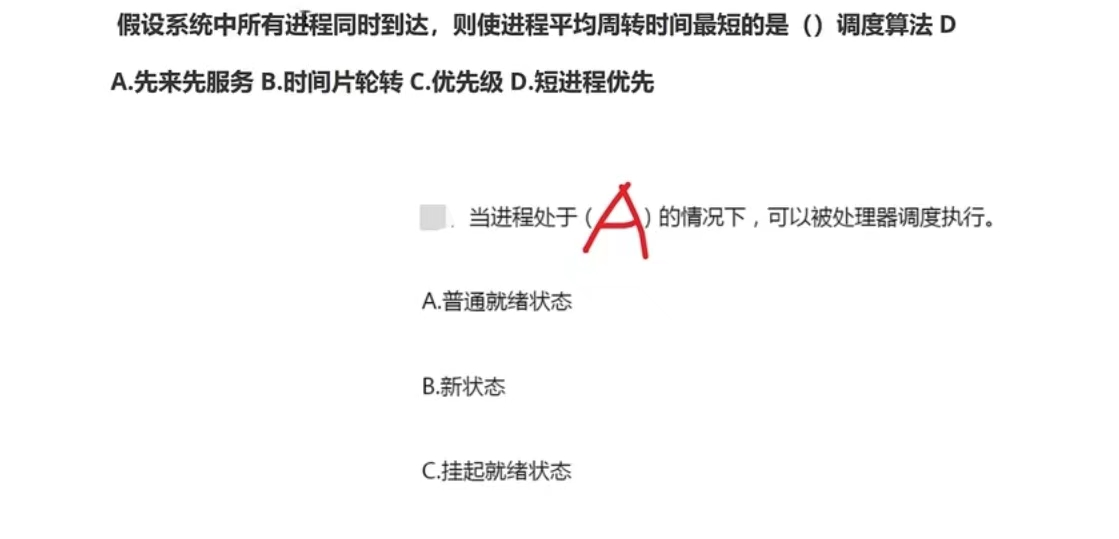 假设系统中所有进程同时到达，则使进程平均周转时间最短的是（）调度算法 D
A.先来先服务 B.时间片轮转 C.优先级 D.短进程优先
当进程处于（A）的情况下，可以被处理器调度执行。
A.普通就绪状态
B.新状态
C.挂起就绪状态